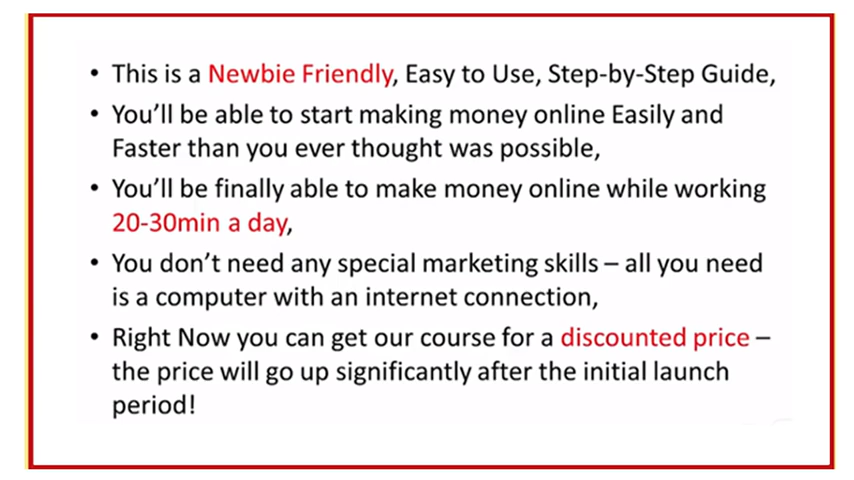 • This is a Newbie Friendly, Easy to Use, Step-by-Step Guide,
• You’ll be able to start making money online Easily and
Faster than you ever thought was possible,
• You’ll be finally able to make money online while working
20-30min a day,
• You don’t need any special marketing skills – all you need
is a computer with an internet connection,
• Right Now you can get our course for a discounted price –
the price will go up significantly after the initial launch
period!